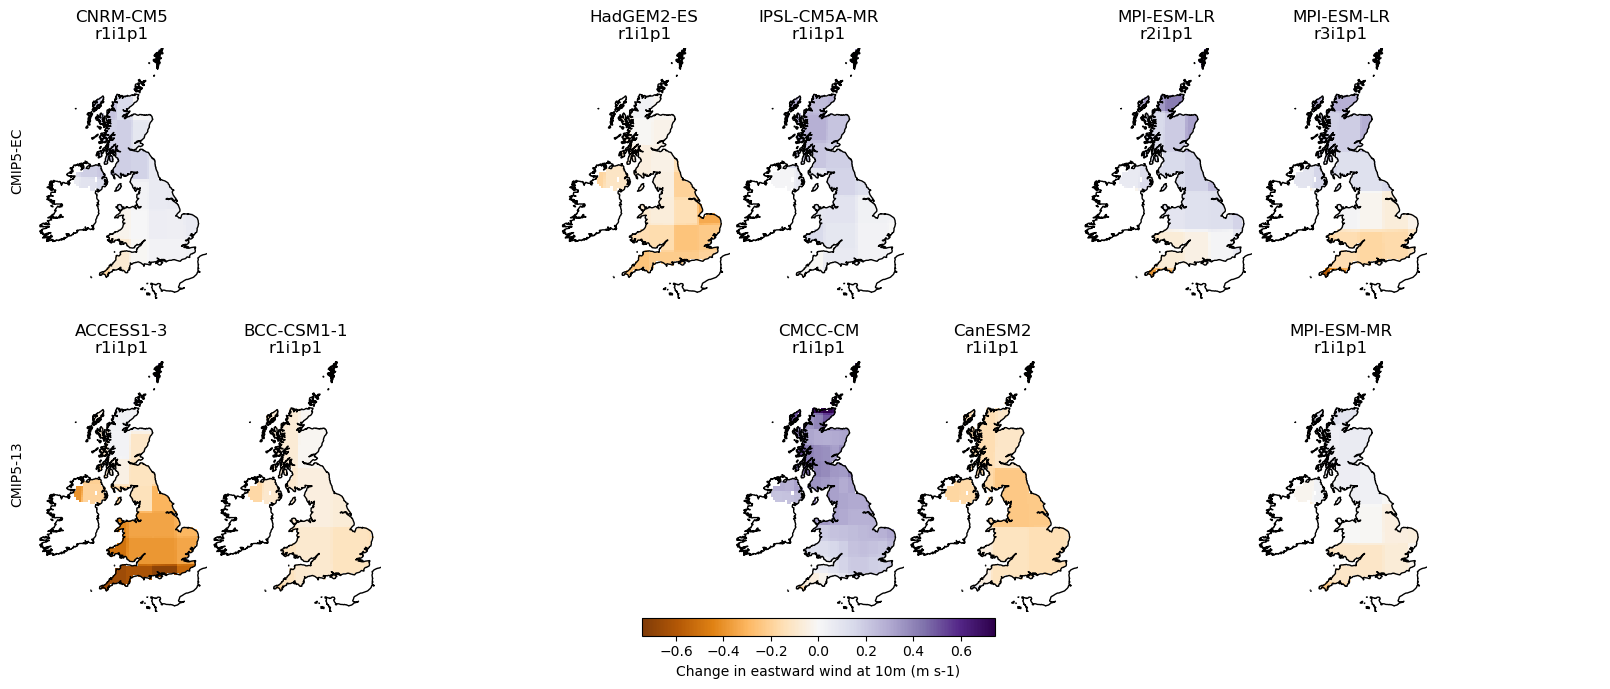 CNRM-CM5
r1i1p1
HadGEM2-ES
r1i1p1
IPSL-CM5A-MR
r1i1p1
MPI-ESM-LR
r2i1p1
MPI-ESM-LR
r3i1p1
CMIP5-EC
ACCESS1-3
r1i1p1
BCC-CSM1-1
r1i1p1
CMCC-CM
r1i1p1
CanESM2
r1i1p1
MPI-ESM-MR
r1i1p1
CMIP5-13
−0.6 −0.4 −0.2 0.0 0.2 0.4 0.6
Change in eastward wind at 10m (m s-1)